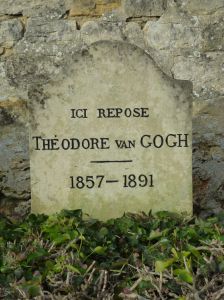 ICI REPOSE
THÉODORE VAN GOGH
1857–1891